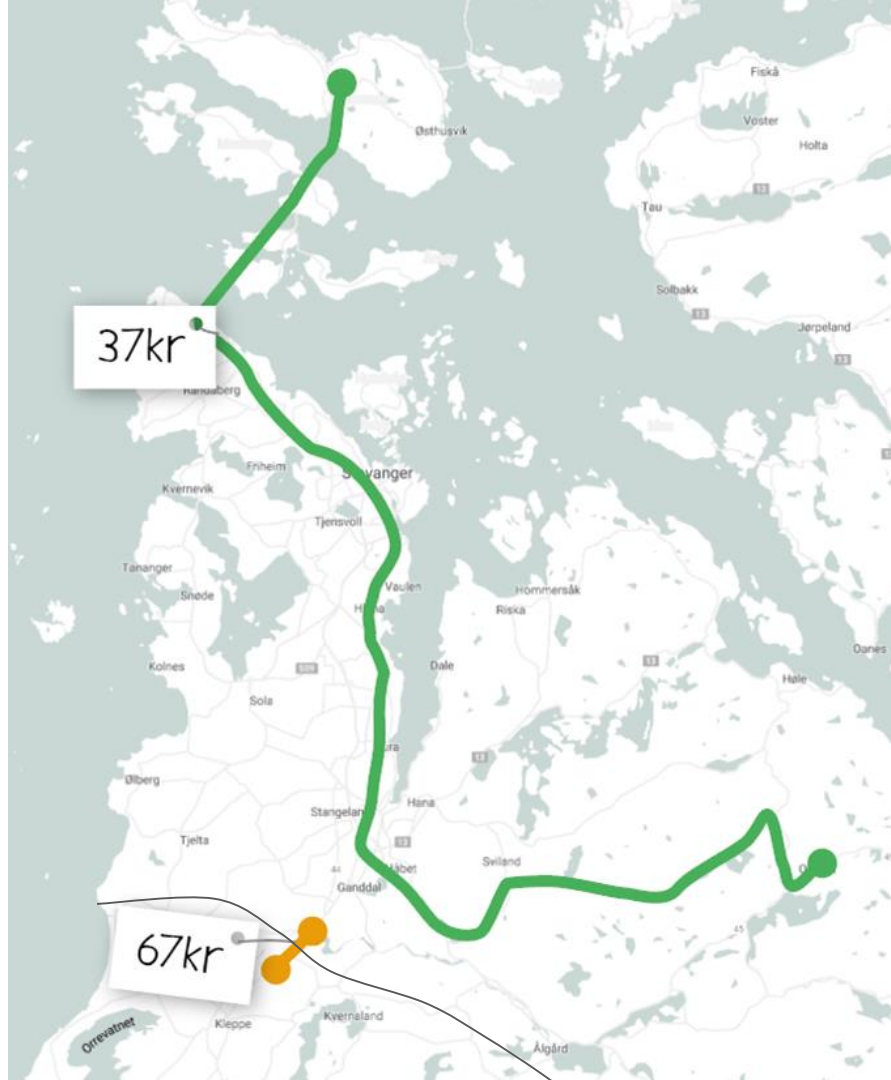 Fiskå
Voster
Østhusvik
Holta
13
Tau
Solbakk
13
Jørpeland
37kr
13
Randaberg
Friheim
Kvernevik
Tjensvoll
Tananger
Vaulen
Snøde
Hommersåk
Riska
Oanes
Kolnes
509
Dale
13
Høle
Sola
13
Ølberg
Hana
Tjelta
13
Sviland
44
Ganddal
45
67kr
Orrevatnet
Kleppe
Kvernaland
Ålgård